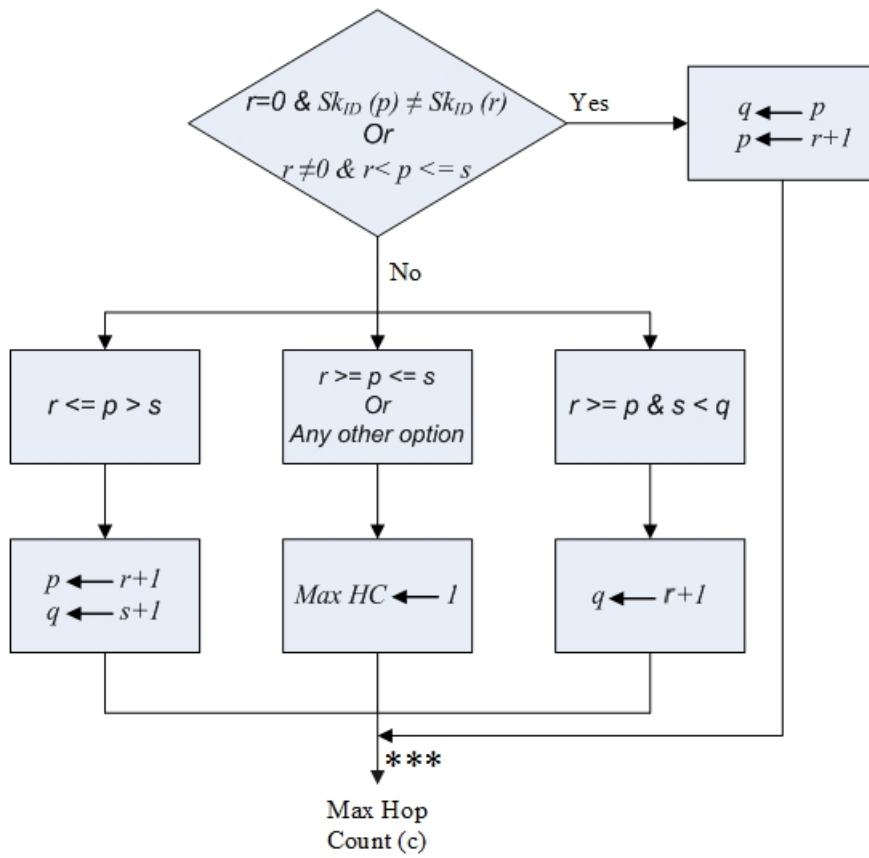 r=0 & Sk_ID (p) ≠ Sk_ID (r)
Or
r ≠0 & r< p <= s
Yes
q ← p
p ← r+1
No
r <= p > s
r >= p <= s
Or
Any other option
r >= p & s < q
p ← r+1
q ← s+1
Max HC ← 1
q ← r+1
***
Max Hop
Count (c)